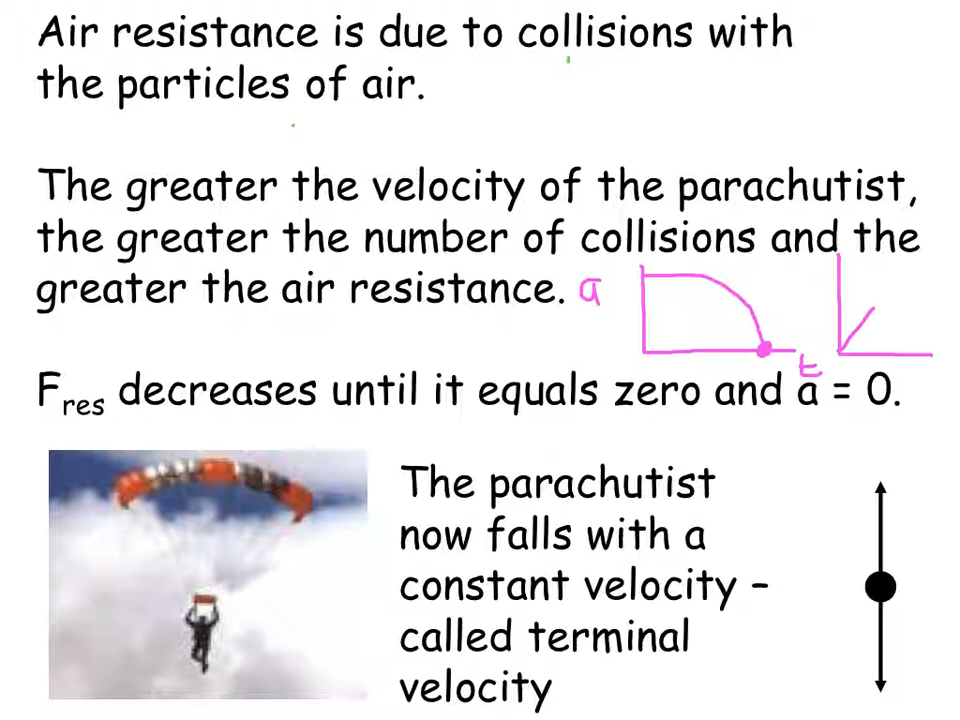 Air resistance is due to collisions with
the particles of air.
The greater the velocity of the parachutist,
the greater the number of collisions and the
greater the air resistance. a
t
F_res decreases until it equals zero and a = 0.
The parachutist
now falls with a
constant velocity –
called terminal
velocity